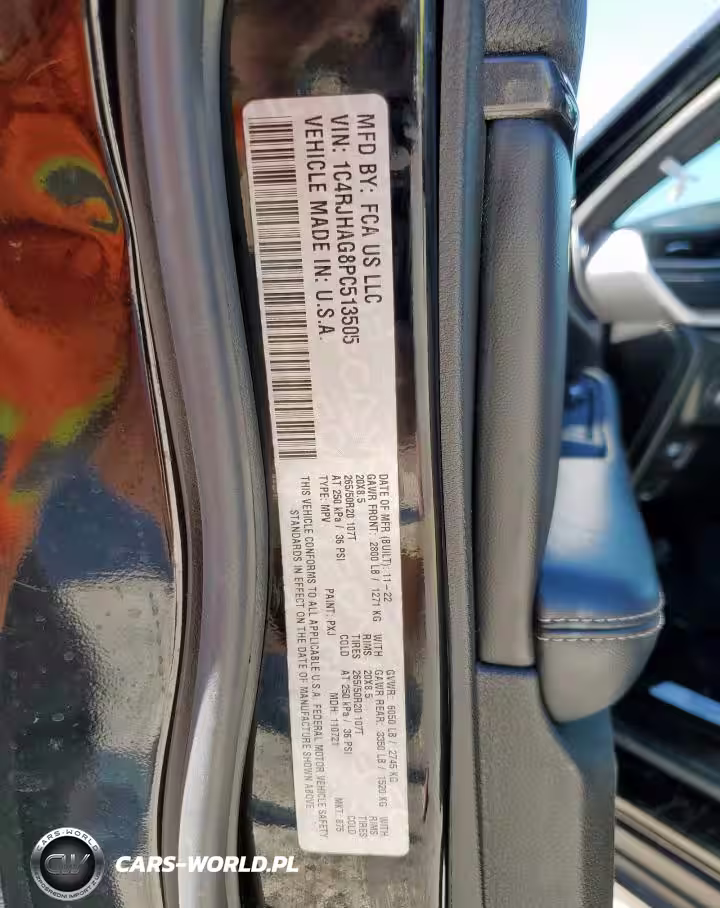 MFD BY: FCA US LLC
VIN: 1C4RJHAG8PC513505
VEHICLE MADE IN: U.S.A.
DATE OF MFR (BUILT): 11-22 GVWR: 6050 LB / 2745 KG
GAWR FRONT: 2800 LB / 1271 KG WITH GAWR REAR: 3350 LB / 1520 KG WITH
20X8.5 RIMS 20X8.5 RIMS
265/50R20 107T TIRES 265/50R20 107T TIRES
AT 250 kPa / 36 PSI COLD AT 250 kPa / 36 PSI COLD
TYPE: MPV PAINT: PXJ MDH: 110721 MKT: 875
THIS VEHICLE CONFORMS TO ALL APPLICABLE U.S.A. FEDERAL MOTOR VEHICLE SAFETY
STANDARDS IN EFFECT ON THE DATE OF MANUFACTURE SHOWN ABOVE
CARS-WORLD
CW
CARS-WORLD.PL